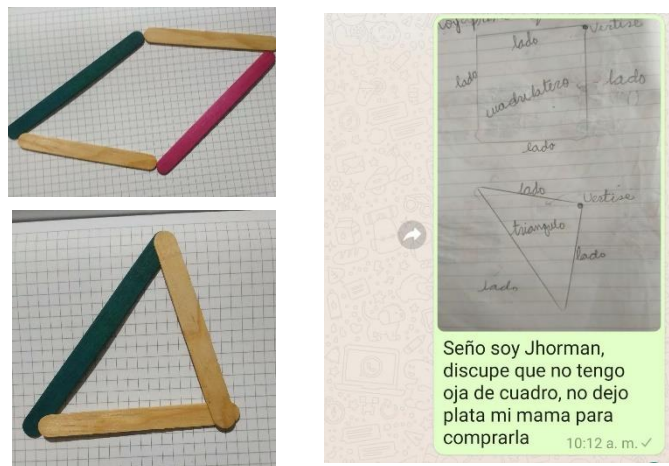 lado
Vertise
lado
cuadrilatero
lado
lado
lado
Vertise
triangulo
lado
lado
Seño soy Jhorman,
discupe que no tengo
oja de cuadro, no dejo
plata mi mama para
comprarla
10:12 a. m.